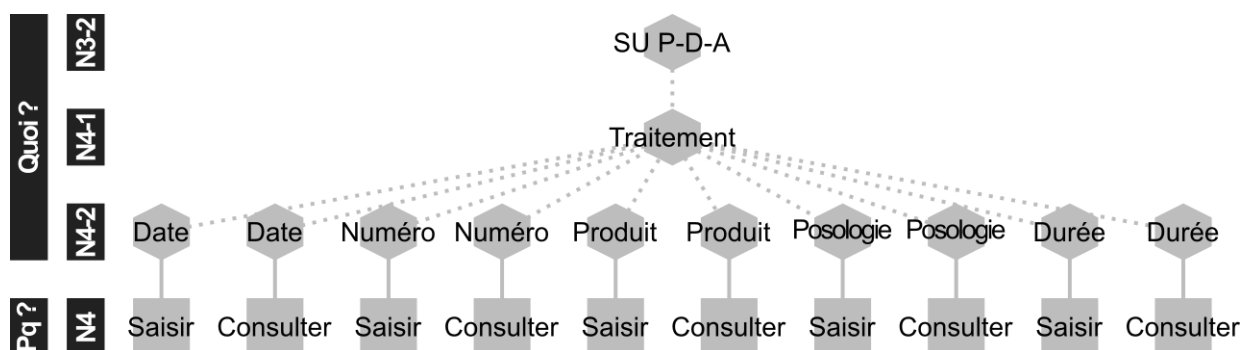 Quoi ?
N3-2
SU P-D-A
N4-1
Traitement
N4-2
Date Date Numéro Numéro Produit Produit Posologie Posologie Durée Durée
Pq ?
N4
Saisir Consulter Saisir Consulter Saisir Consulter Saisir Consulter Saisir Consulter